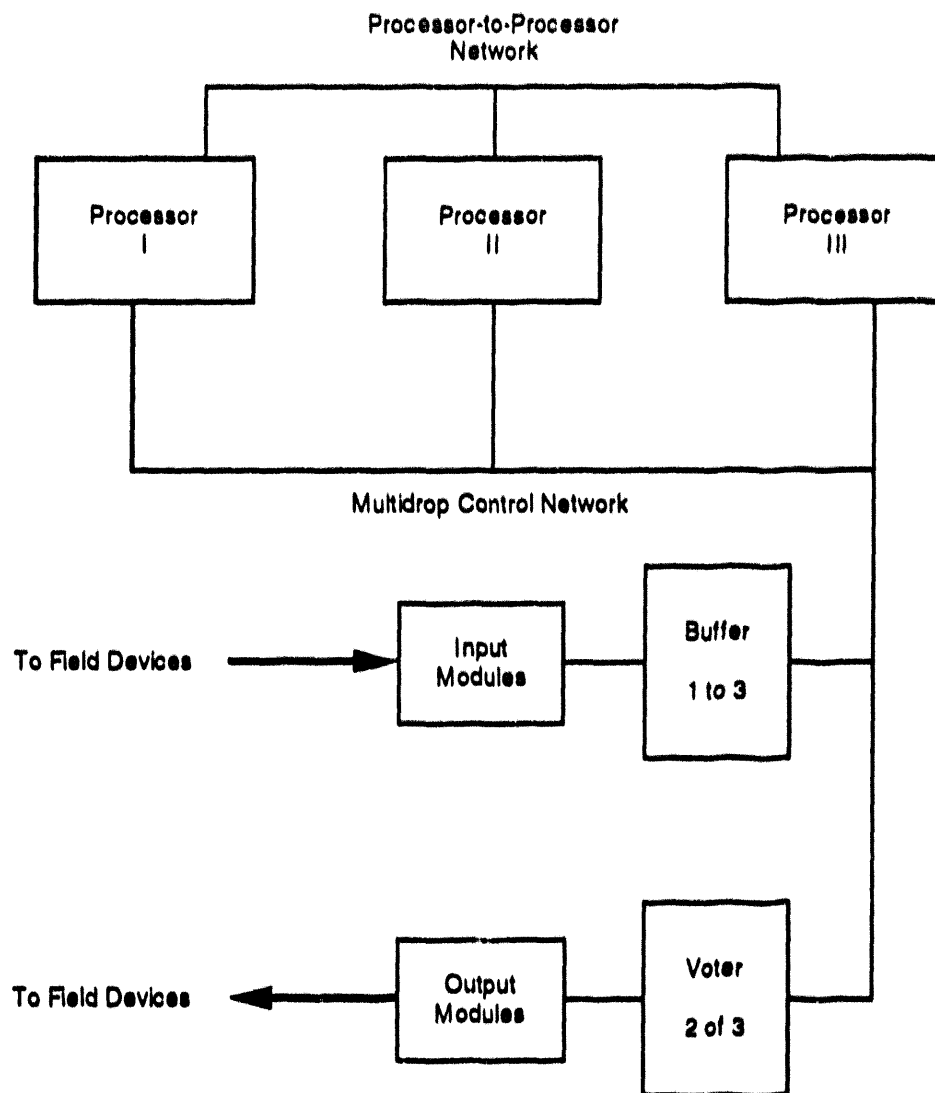 Processor-to-Processor
Network
Processor
I
Processor
II
Processor
III
Multidrop Control Network
To Field Devices
Input
Modules
Buffer
1 to 3
To Field Devices
Output
Modules
Voter
2 of 3